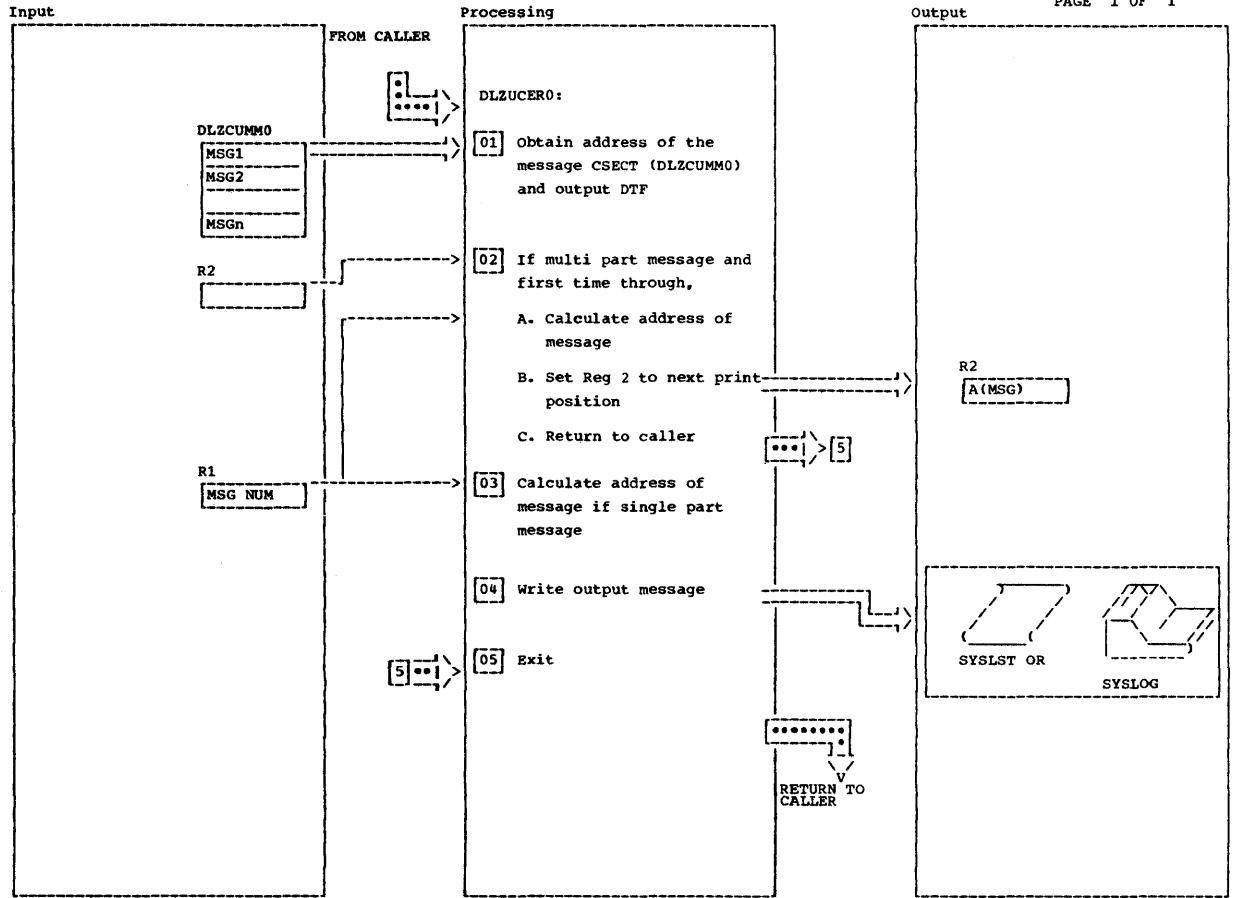 PAGE 1 OF 1
Input
Processing
Output
FROM CALLER
DLZUCER0:
DLZCUMM0
MSG1
MSG2
MSGn
01 Obtain address of the
message CSECT (DLZCUMM0)
and output DTF
R2
02 If multi part message and
first time through,
A. Calculate address of
message
B. Set Reg 2 to next print
position
R2
A(MSG)
C. Return to caller
5
R1
MSG NUM
03 Calculate address of
message if single part
message
04 Write output message
SYSLST OR
SYSLOG
5
05 Exit
RETURN TO
CALLER